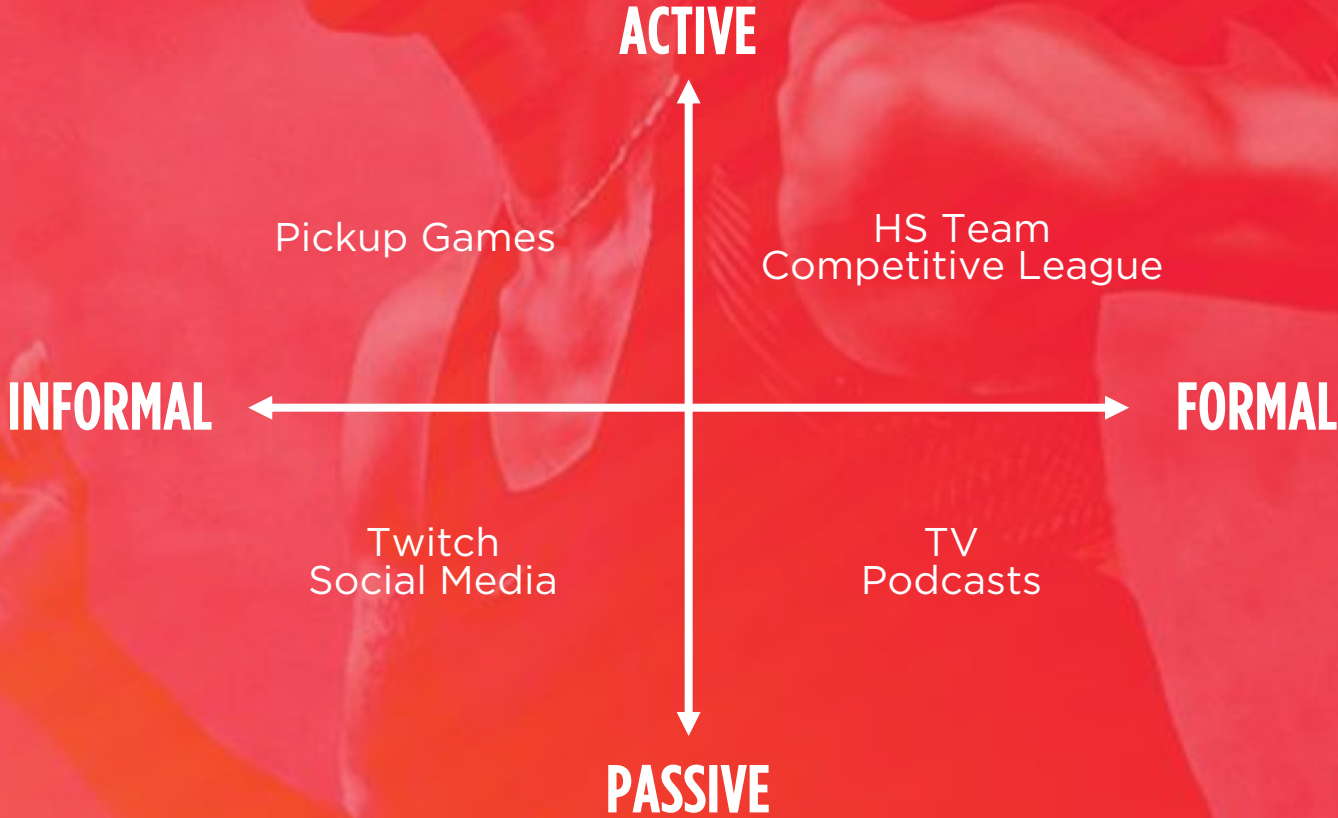 ACTIVE
Pickup Games
HS Team
Competitive League
INFORMAL
FORMAL
Twitch
Social Media
TV
Podcasts
PASSIVE